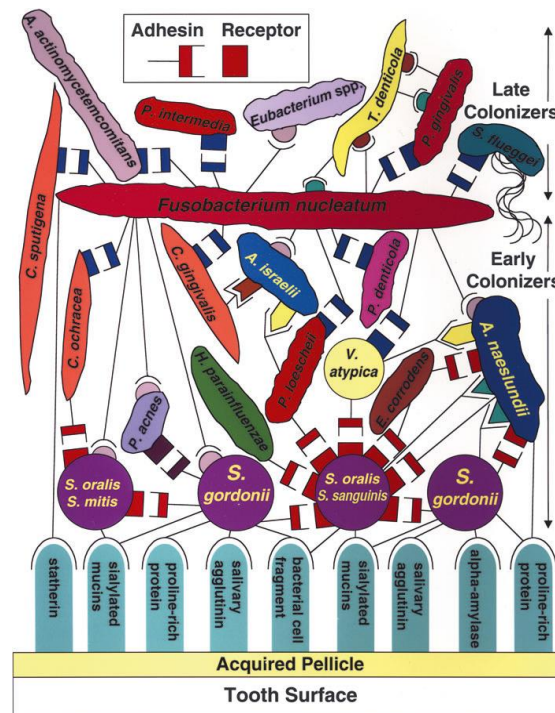 Adhesin Receptor
A. actinomycetemcomitans
P. intermedia
Eubacterium spp.
T. denticola
P. gingivalis
Late
Colonizers
S. flueggei
Fusobacterium nucleatum
C. sputigena
Early
Colonizers
C. ochracea
C. gingivalis
A. israelii
P. denticola
P. loescheii
V.
atypica
A. naeslundii
H. parainfluenzae
E. corrodens
P. acnes
S. oralis
S. mitis
S.
gordonii
S. oralis
S. sanguinis
S.
gordonii
statherin
sialylated
mucins
proline-rich
protein
salivary
agglutinin
bacterial cell
fragment
sialylated
mucins
salivary
agglutinin
alpha-amylase
proline-rich
protein
Acquired Pellicle
Tooth Surface